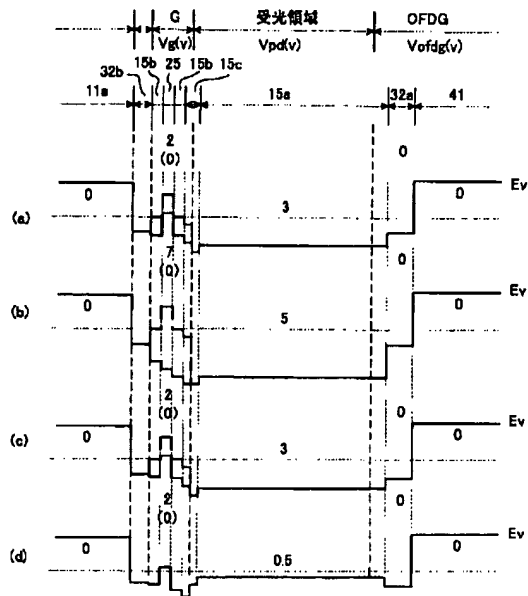 G 受光領域 OFDG
Vg(v) Vpd(v) Vofdg(v)
32b 15b 25 15b 15c
11a 15a 32a 41
2
(0) 0
0 3 0 Ev
(a)
7
(0) 0
0 5 0 Ev
(b)
2
(0) 0
0 3 0 Ev
(c)
2
(0) 0
0 0.5 0 Ev
(d)